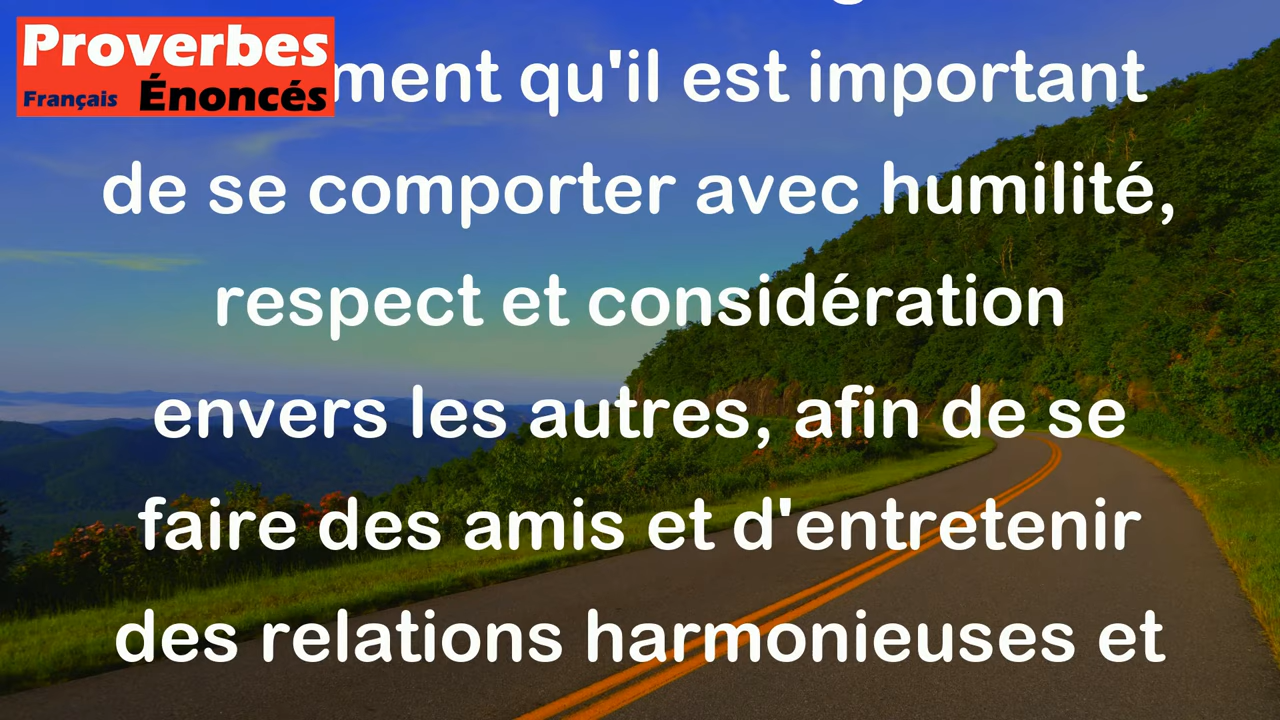 Proverbes
Français Énoncés
ment qu'il est important
de se comporter avec humilité,
respect et considération
envers les autres, afin de se
faire des amis et d'entretenir
des relations harmonieuses et